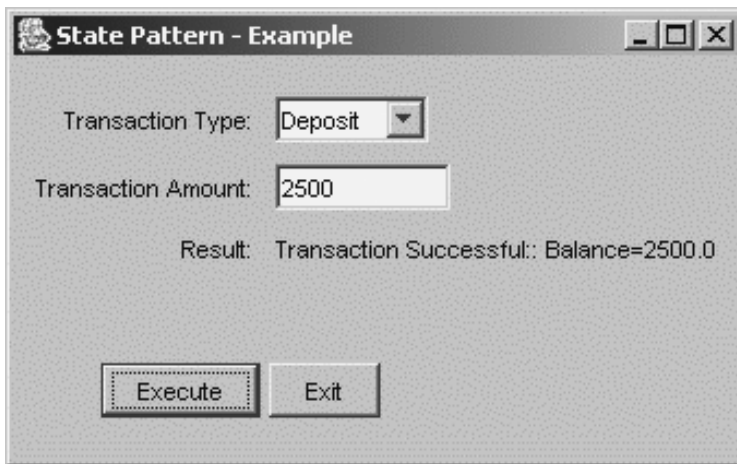 State Pattern - Example
Transaction Type: Deposit
Transaction Amount: 2500
Result: Transaction Successful:: Balance=2500.0
Execute Exit